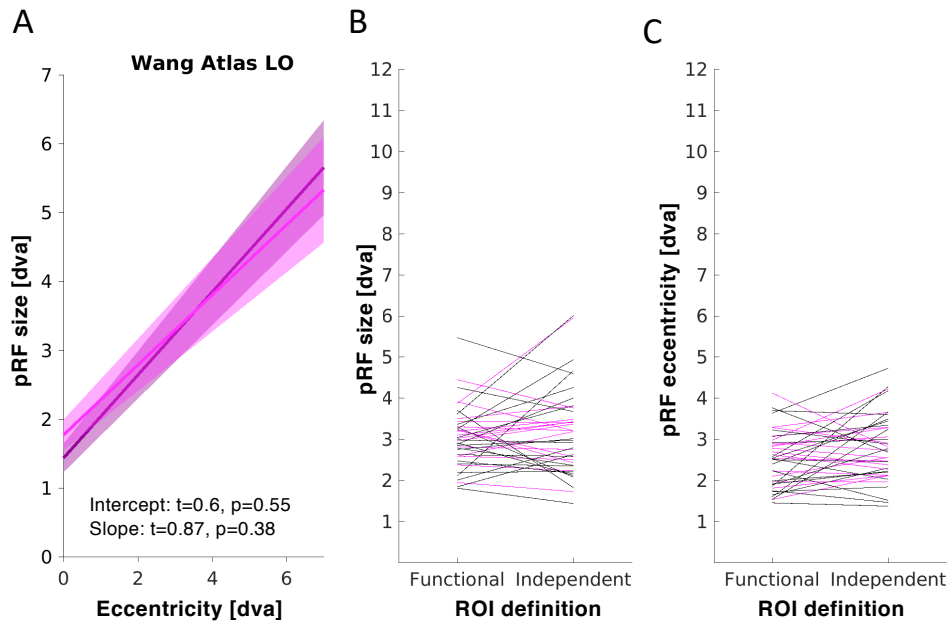 A
Wang Atlas LO
7
6
5
4
3
2
1
0
pRF size [dva]
Intercept: t=0.6, p=0.55
Slope: t=0.87, p=0.38
0 2 4 6
Eccentricity [dva]
B
12
11
10
9
8
7
6
5
4
3
2
1
pRF size [dva]
Functional Independent
ROI definition
C
12
11
10
9
8
7
6
5
4
3
2
1
pRF eccentricity [dva]
Functional Independent
ROI definition